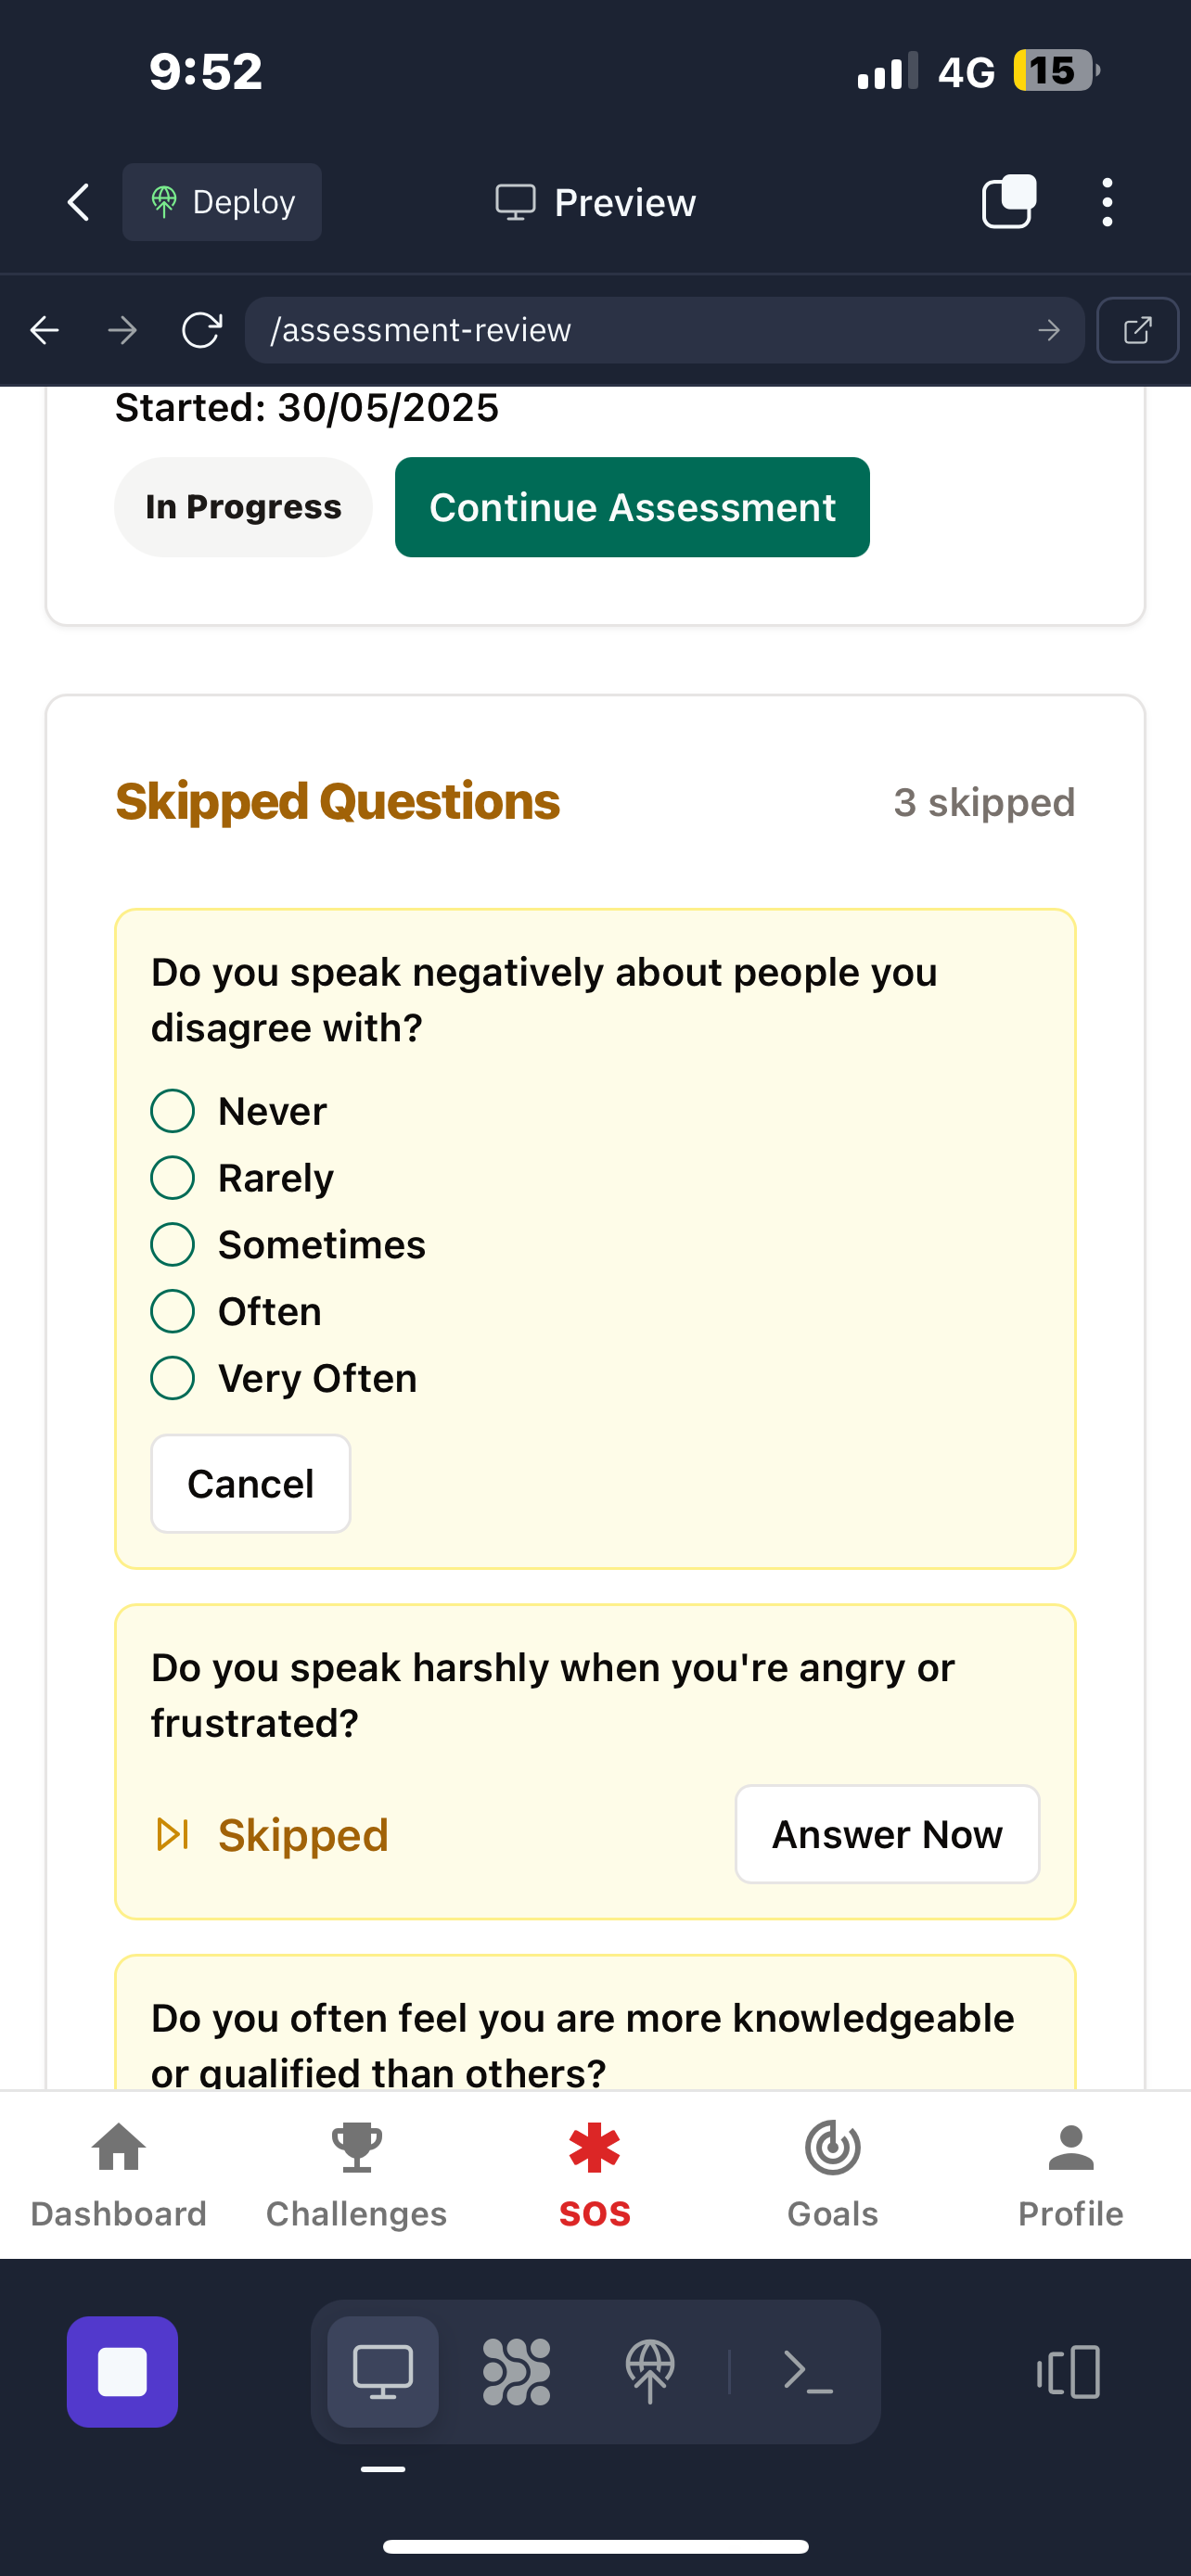 9:52
4G 15
Deploy
Preview
/assessment-review
Started: 30/05/2025
In Progress
Continue Assessment
Skipped Questions
3 skipped
Do you speak negatively about people you
disagree with?
Never
Rarely
Sometimes
Often
Very Often
Cancel
Do you speak harshly when you're angry or
frustrated?
Skipped
Answer Now
Do you often feel you are more knowledgeable
or qualified than others?
Dashboard
Challenges
SOS
Goals
Profile